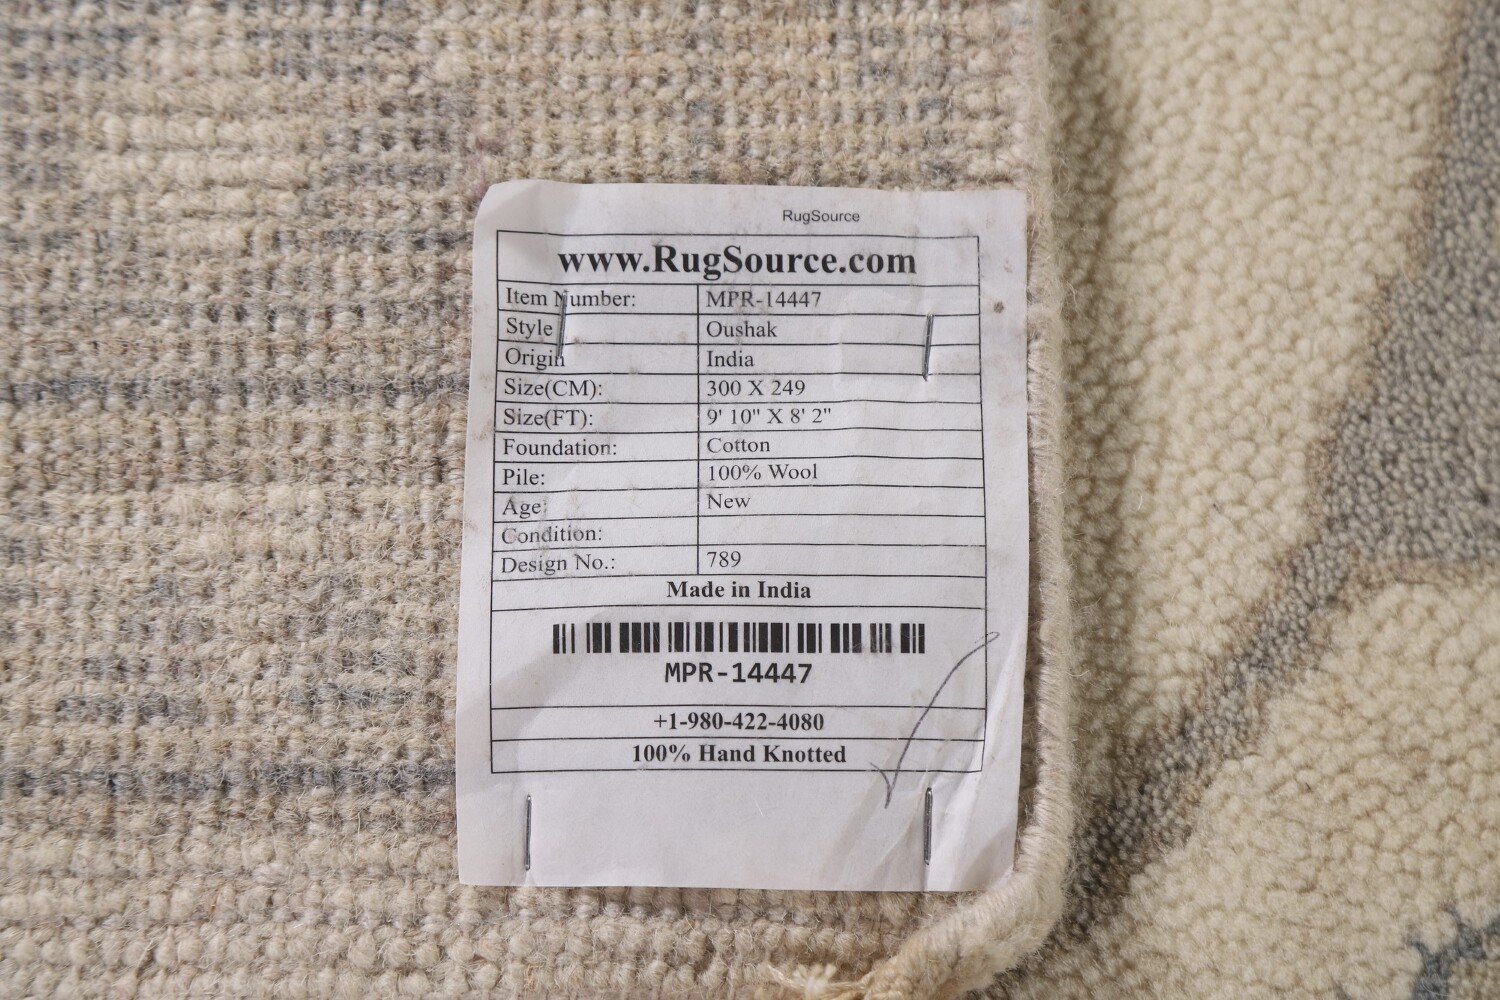 RugSource
www.RugSource.com
Item Number: MPR-14447
Style Oushak
Origin India
Size(CM): 300 X 249
Size(FT): 9' 10" X 8' 2"
Foundation: Cotton
Pile: 100% Wool
Age: New
Condition:
Design No.: 789
Made in India
MPR-14447
+1-980-422-4080
100% Hand Knotted